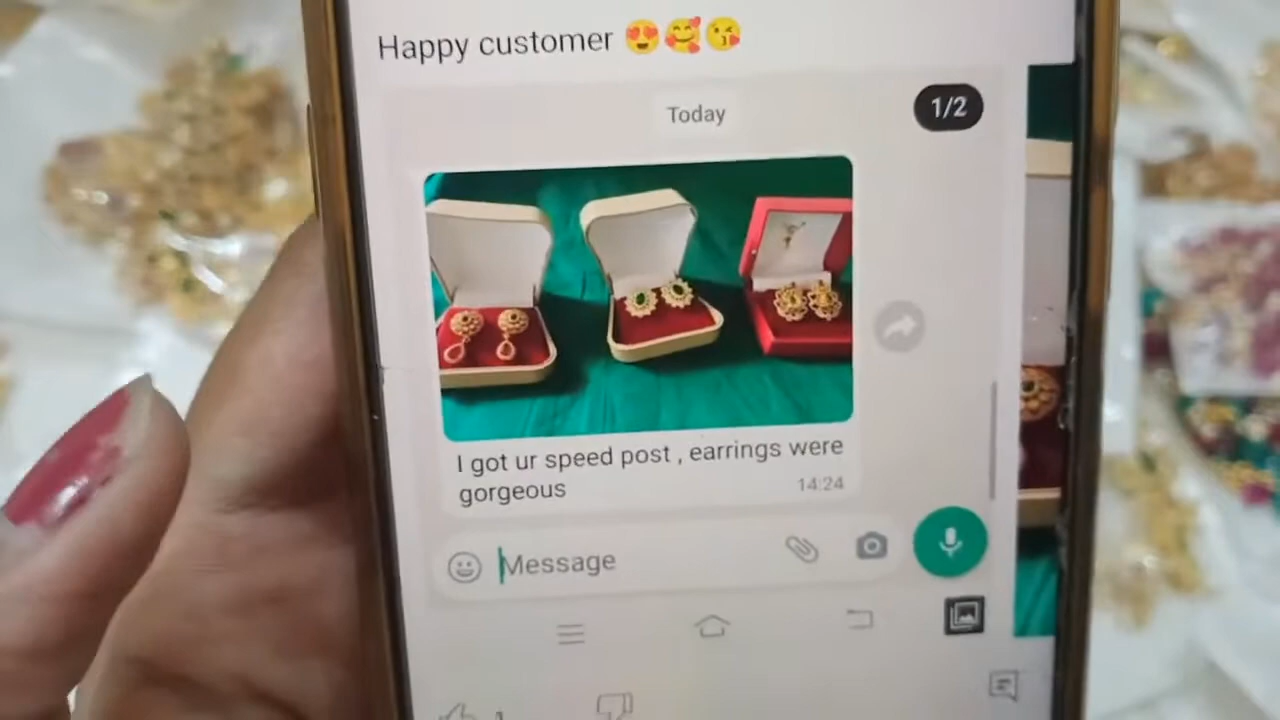 Happy customer 😍🥰😘
Today
1/2
I got ur speed post , earrings were
gorgeous
14:24
Message